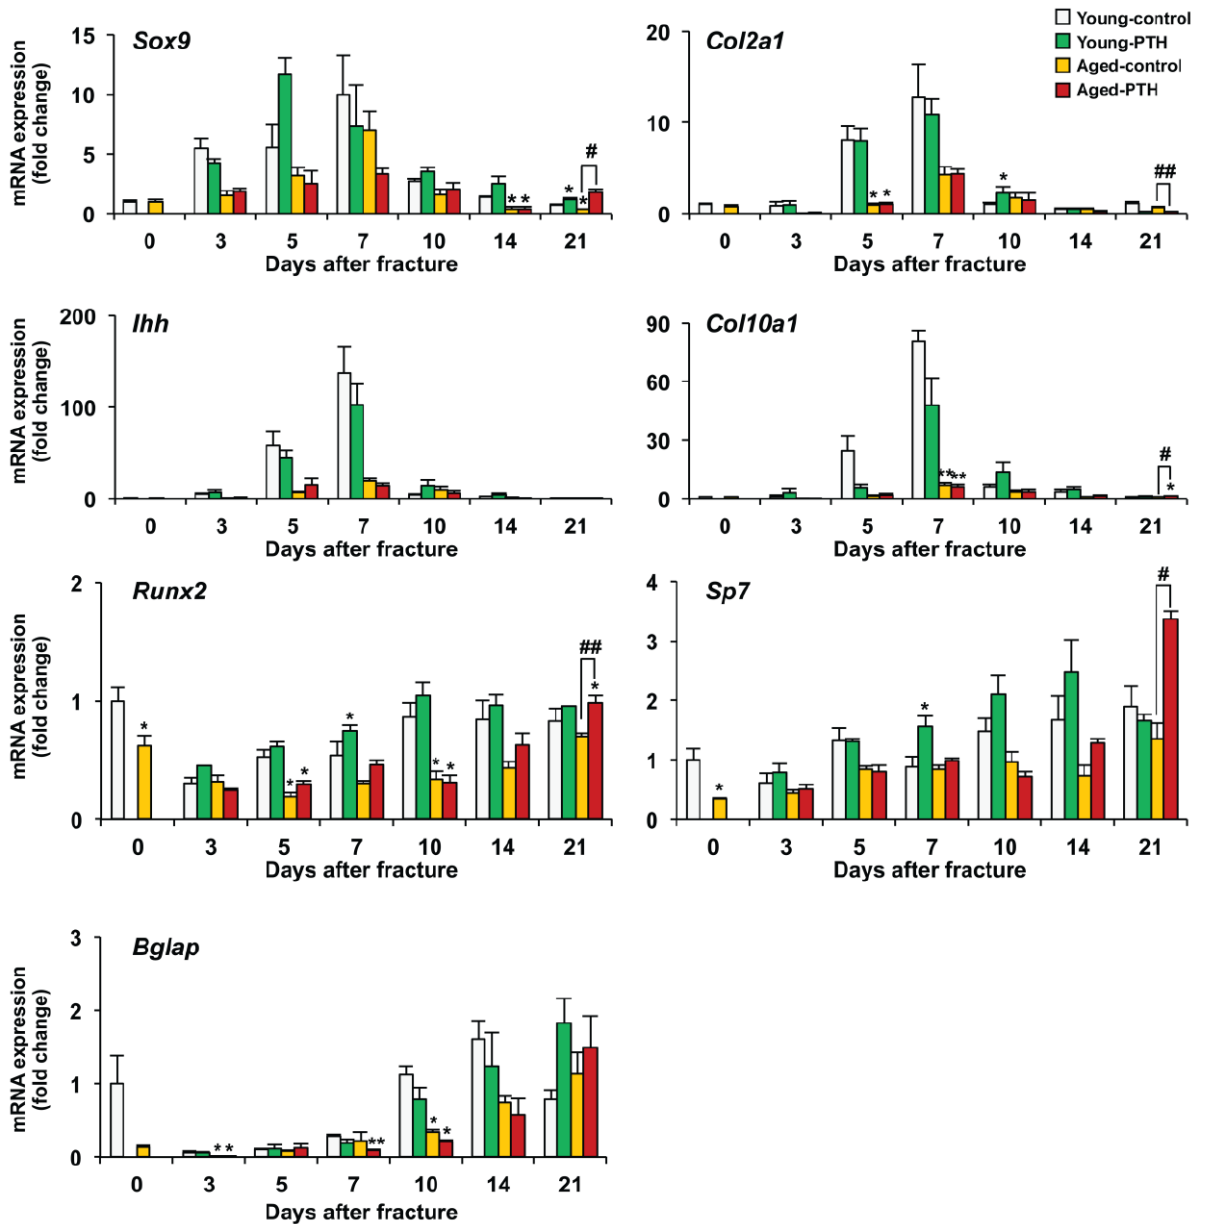 Sox9
mRNA expression
(fold change)
15
10
5
0
*
*
*
*
#
0 3 5 7 10 14 21
Days after fracture
Col2a1
Young-control
Young-PTH
Aged-control
Aged-PTH
20
10
0
*
*
*
##
0 3 5 7 10 14 21
Days after fracture
Ihh
mRNA expression
(fold change)
200
100
0
0 3 5 7 10 14 21
Days after fracture
Col10a1
90
60
30
0
**
**
#
*
0 3 5 7 10 14 21
Days after fracture
Runx2
mRNA expression
(fold change)
2
1
0
*
*
*
*
*
*
##
*
0 3 5 7 10 14 21
Days after fracture
Sp7
4
3
2
1
0
*
*
#
0 3 5 7 10 14 21
Days after fracture
Bglap
mRNA expression
(fold change)
3
2
1
0
*
*
**
*
*
0 3 5 7 10 14 21
Days after fracture